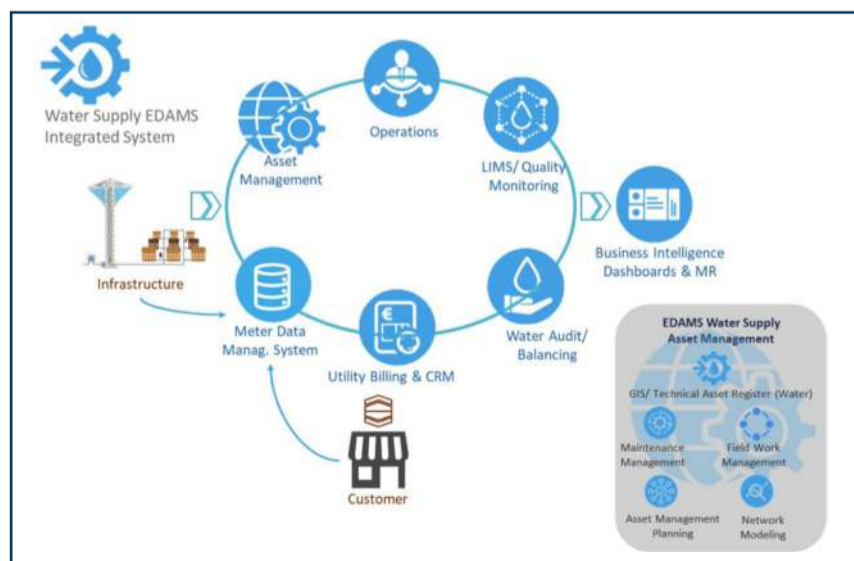 Water Supply EDAMS
Integrated System
Operations
Asset
Management
LIMS/ Quality
Monitoring
Business Intelligence
Dashboards & MR
Infrastructure
Meter Data
Manag. System
Utility Billing & CRM
Water Audit/
Balancing
Customer
EDAMS Water Supply
Asset Management
GIS/ Technical Asset Register (Water)
Maintenance
Management
Field Work
Management
Asset Management
Planning
Network
Modeling